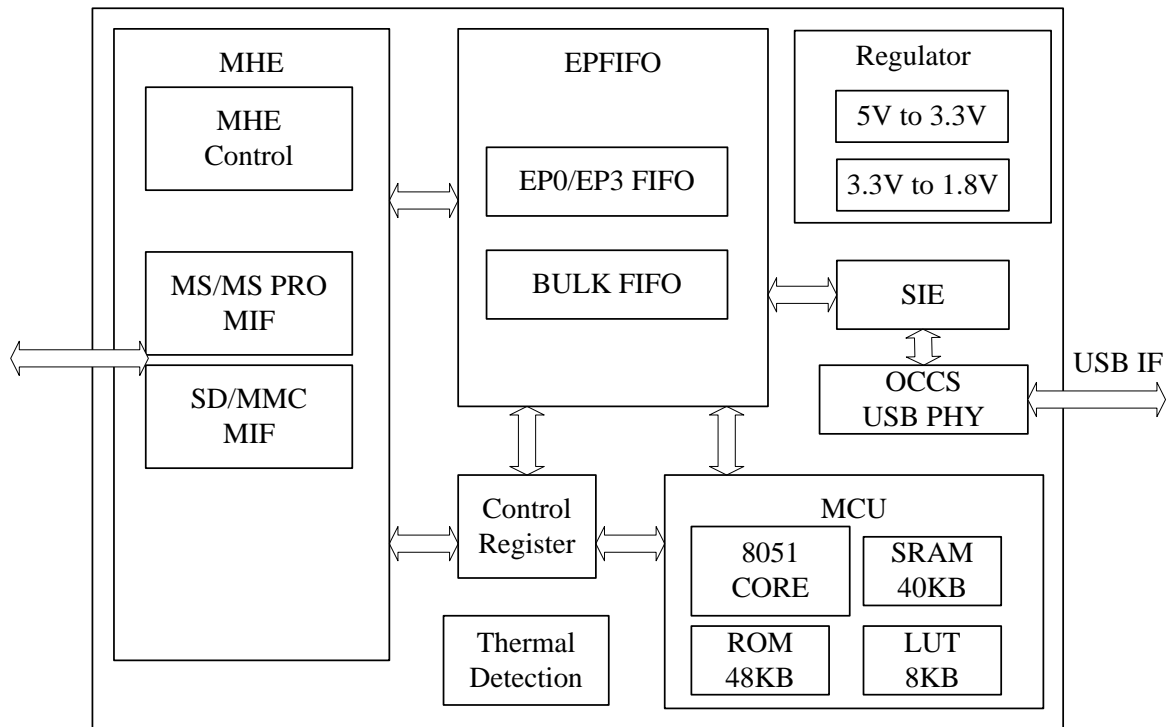 MHE
MHE
Control
MS/MS PRO
MIF
SD/MMC
MIF
EPFIFO
EP0/EP3 FIFO
BULK FIFO
Regulator
5V to 3.3V
3.3V to 1.8V
SIE
OCCS
USB PHY
USB IF
Control
Register
Thermal
Detection
MCU
8051
CORE
SRAM
40KB
ROM
48KB
LUT
8KB